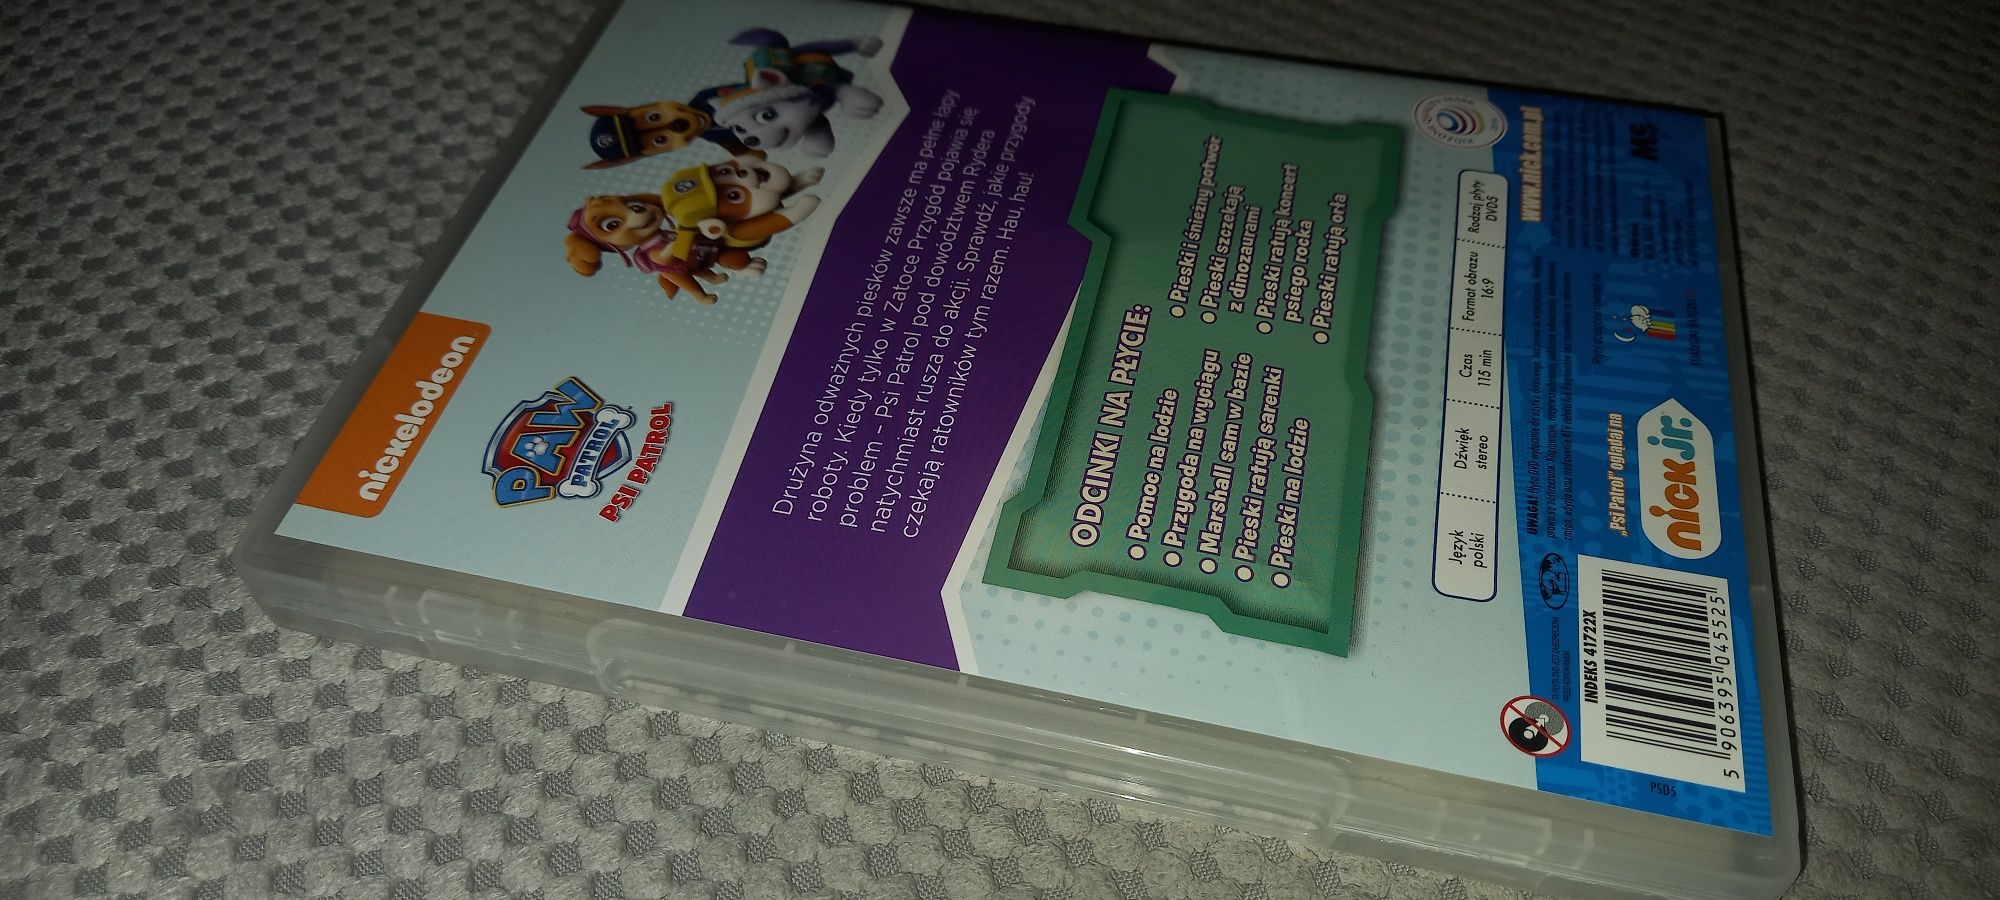 nickelodeon
PAW
PATROL
PSI PATROL
Drużyna odważnych piesków zawsze ma pełne łapy
roboty. Kiedy tylko w Zatoce Przygód pojawia się
problem – Psi Patrol pod dowództwem Rydera
natychmiast rusza do akcji. Sprawdź, jakie przygody
czekają ratowników tym razem. Hau, hau!
ODCINKI NA PŁYCIE:
• Pomoc na lodzie
• Przygoda na wyciągu
• Marshall sam w bazie
• Pieski ratują sarenki
• Pieski na lodzie
• Pieski i śnieżny potwór
• Pieski szczekają
z dinozaurami
• Pieski ratują koncert
psiego rocka
• Pieski ratują orła
Język
polski
Dźwięk
stereo
Czas
115 min
Format obrazu
16:9
Rodzaj płyty
DVD5
www.nick.com.pl
UWAGA!
„Psi Patrol” oglądaj na
nick jr.
INDEKS 41722X
5 906395 045525
PSD5